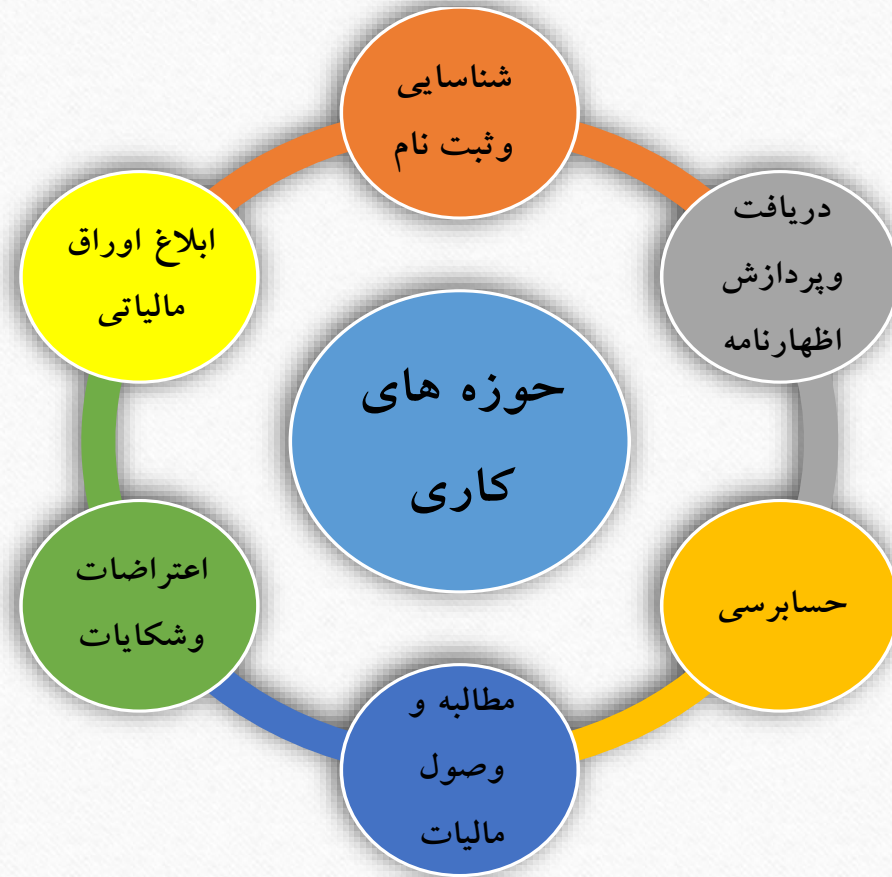 شناسایی
وثبت نام
دریافت
وپردازش
اظهارنامه
حسابرسی
مطالبه و
وصول
مالیات
اعتراضات
وشکایات
ابلاغ اوراق
مالیاتی
حوزه های
کاری